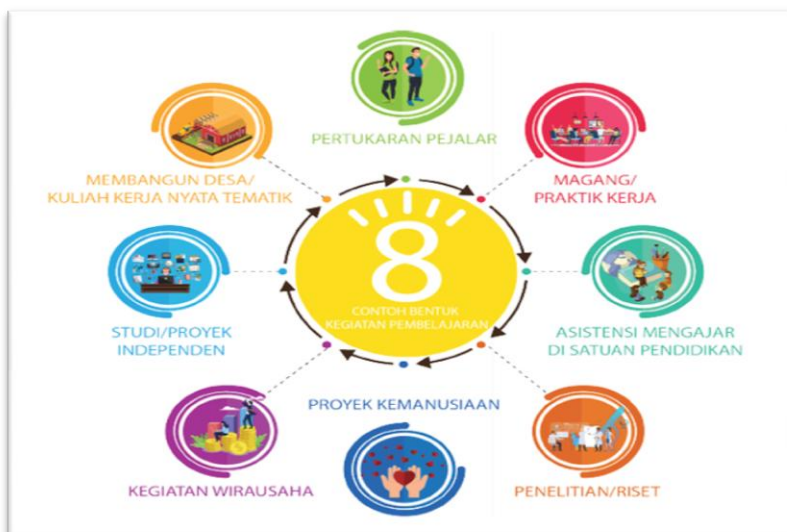 PERTUKARAN PEJALAR
MAGANG/
PRAKTIK KERJA
ASISTENSI MENGAJAR
DI SATUAN PENDIDIKAN
PENELITIAN/RISET
PROYEK KEMANUSIAAN
KEGIATAN WIRAUSAHA
STUDI/PROYEK
INDEPENDEN
MEMBANGUN DESA/
KULIAH KERJA NYATA TEMATIK
8
CONTOH BENTUK
KEGIATAN PEMBELAJARAN